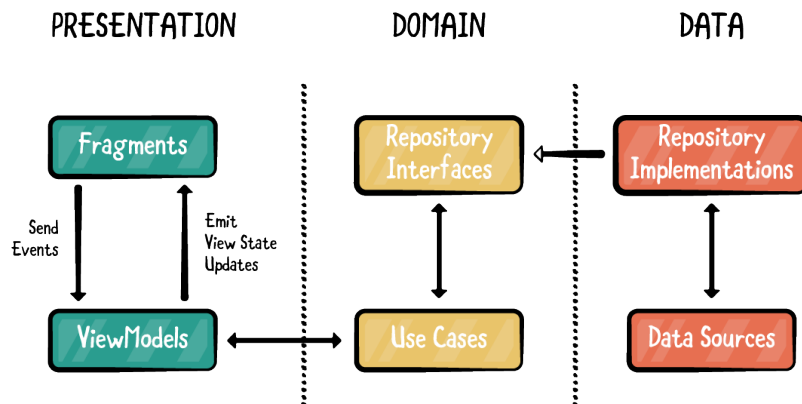 PRESENTATION
DOMAIN
DATA
Fragments
Repository
Interfaces
Repository
Implementations
Send
Events
Emit
View State
Updates
ViewModels
Use Cases
Data Sources